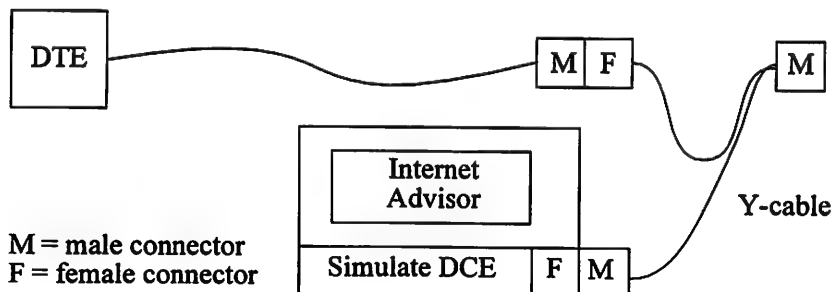 DTE
M F
M
Internet
Advisor
Y-cable
M = male connector
F = female connector
Simulate DCE F M